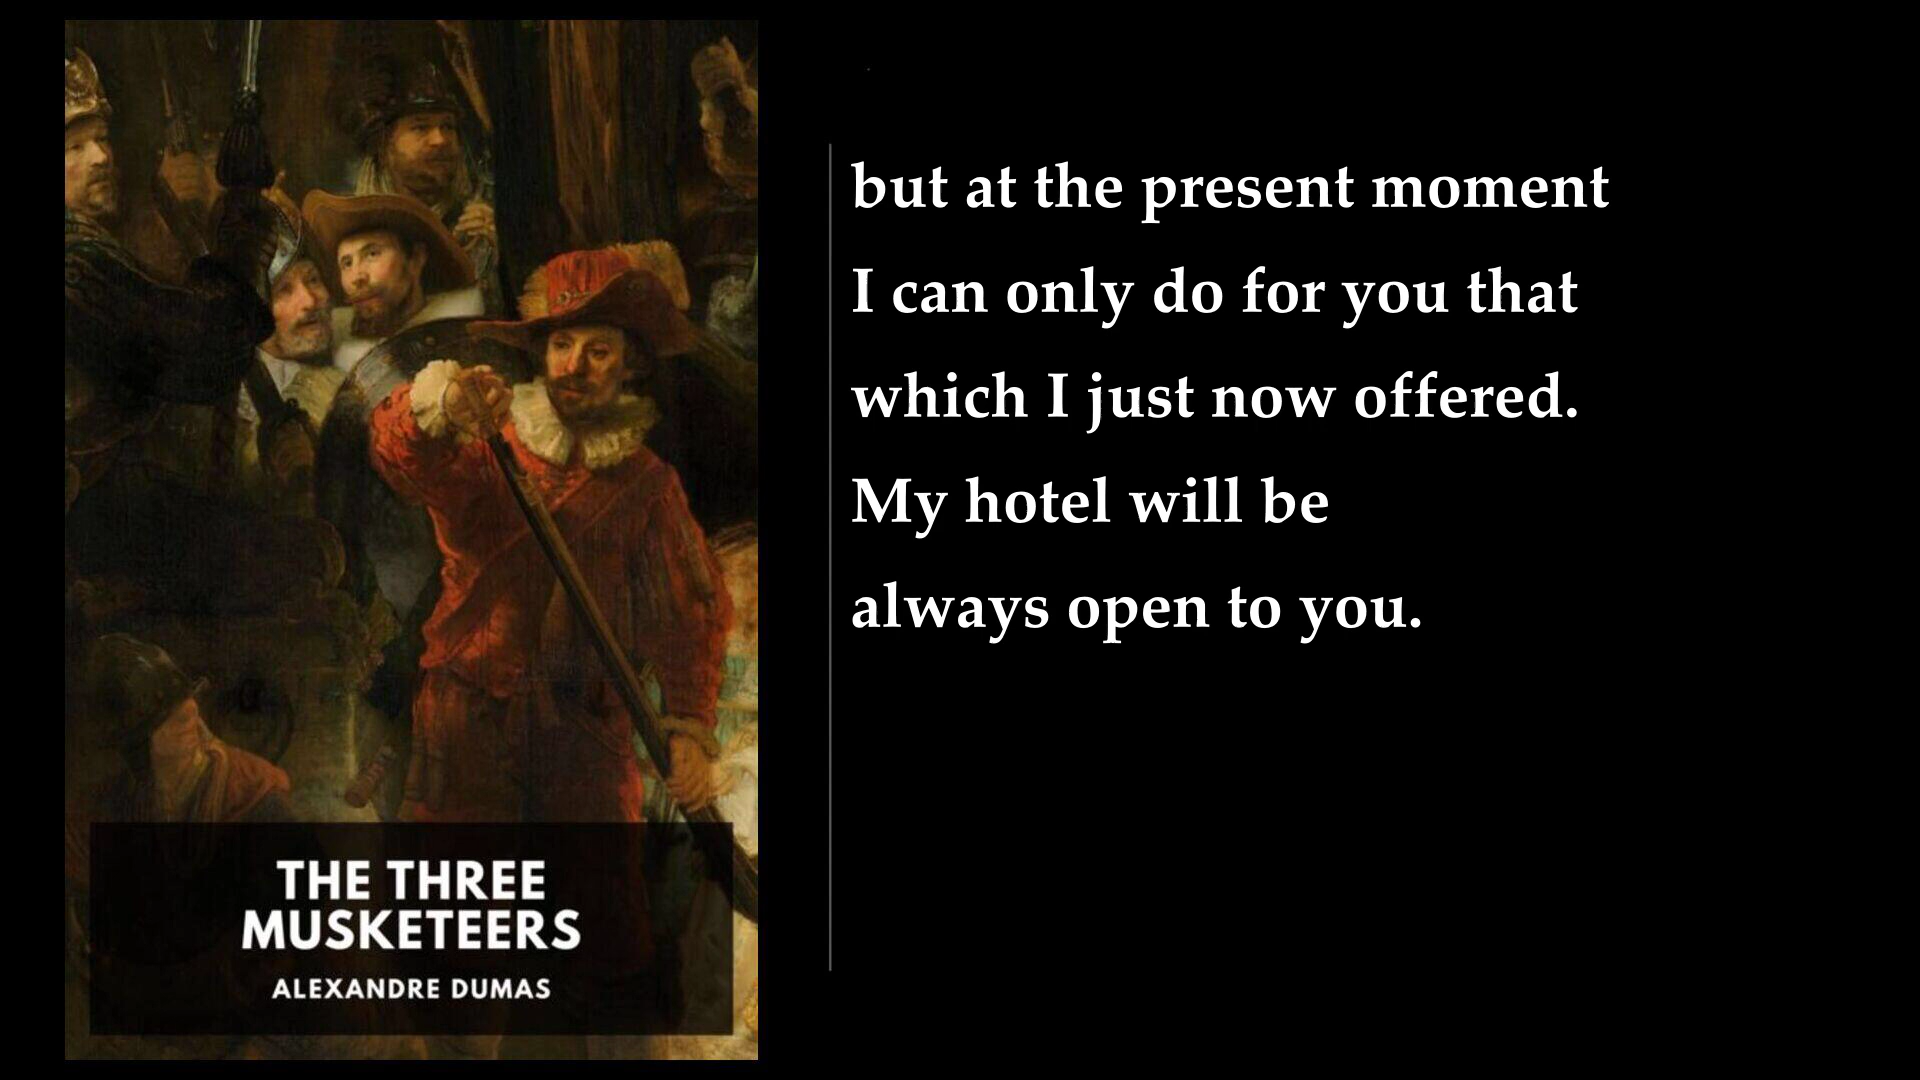 but at the present moment
I can only do for you that
which I just now offered.
My hotel will be
always open to you.
THE THREE
MUSKETEERS
ALEXANDRE DUMAS